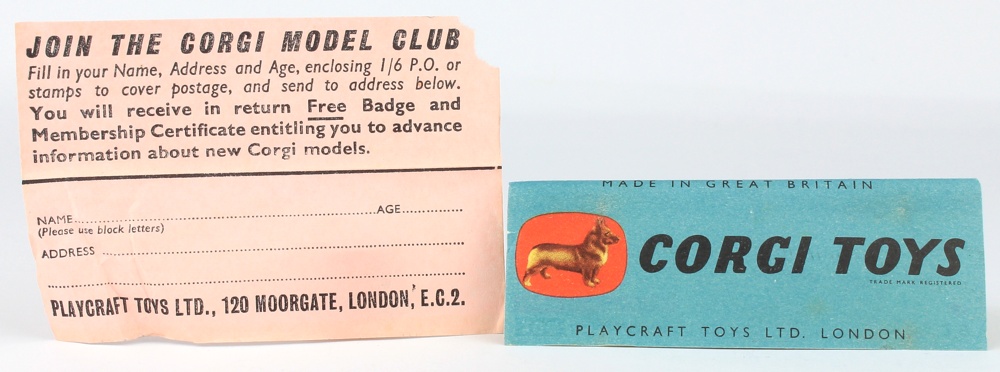 JOIN THE CORGI MODEL CLUB
Fill in your Name, Address and Age, enclosing 1/6 P.O. or
stamps to cover postage, and send to address below.
You will receive in return Free Badge and
Membership Certificate entitling you to advance
information about new Corgi models.
NAME AGE
(Please use block letters)
ADDRESS
PLAYCRAFT TOYS LTD., 120 MOORGATE, LONDON, E.C.2.
MADE IN GREAT BRITAIN
CORGI TOYS
TRADE MARK REGISTERED
PLAYCRAFT TOYS LTD. LONDON